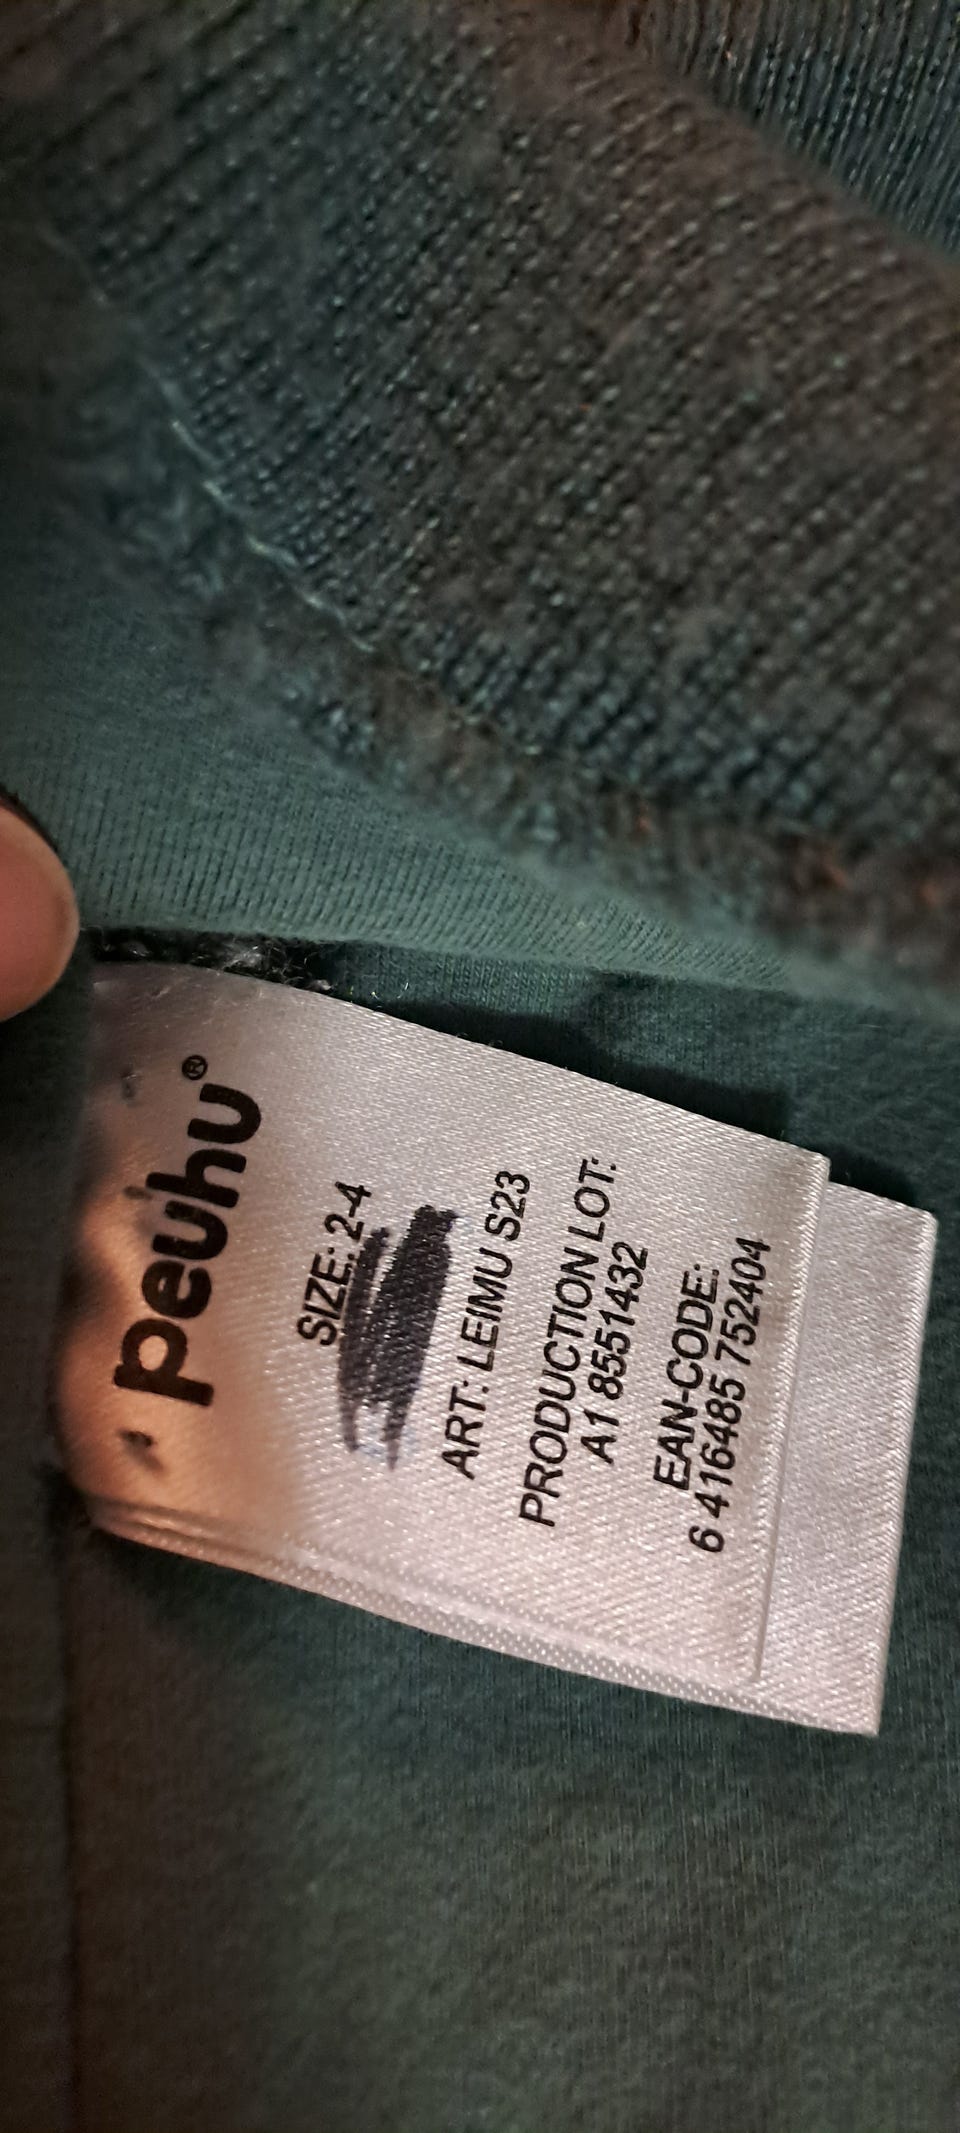 peuhu®
SIZE: 2-4
ART: LEIMU S23
PRODUCTION LOT:
A1 8551432
EAN-CODE:
6 416485 752404